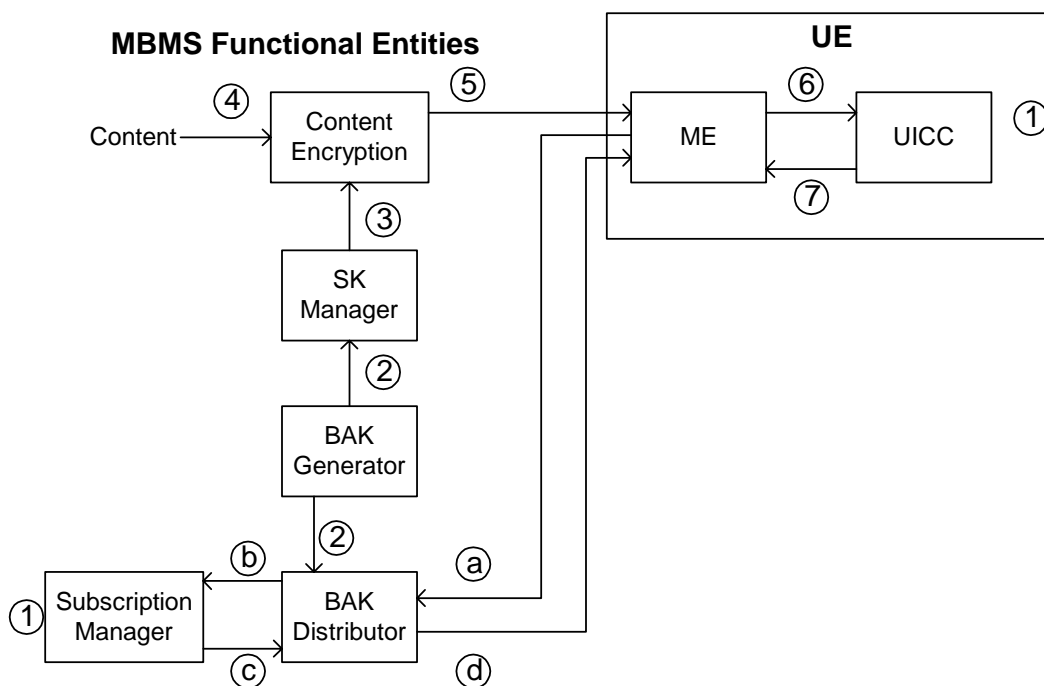 MBMS Functional Entities
UE
4
5
6
1
Content
Content
Encryption
ME
UICC
7
3
SK
Manager
2
BAK
Generator
2
b
a
1
Subscription
Manager
BAK
Distributor
c
d